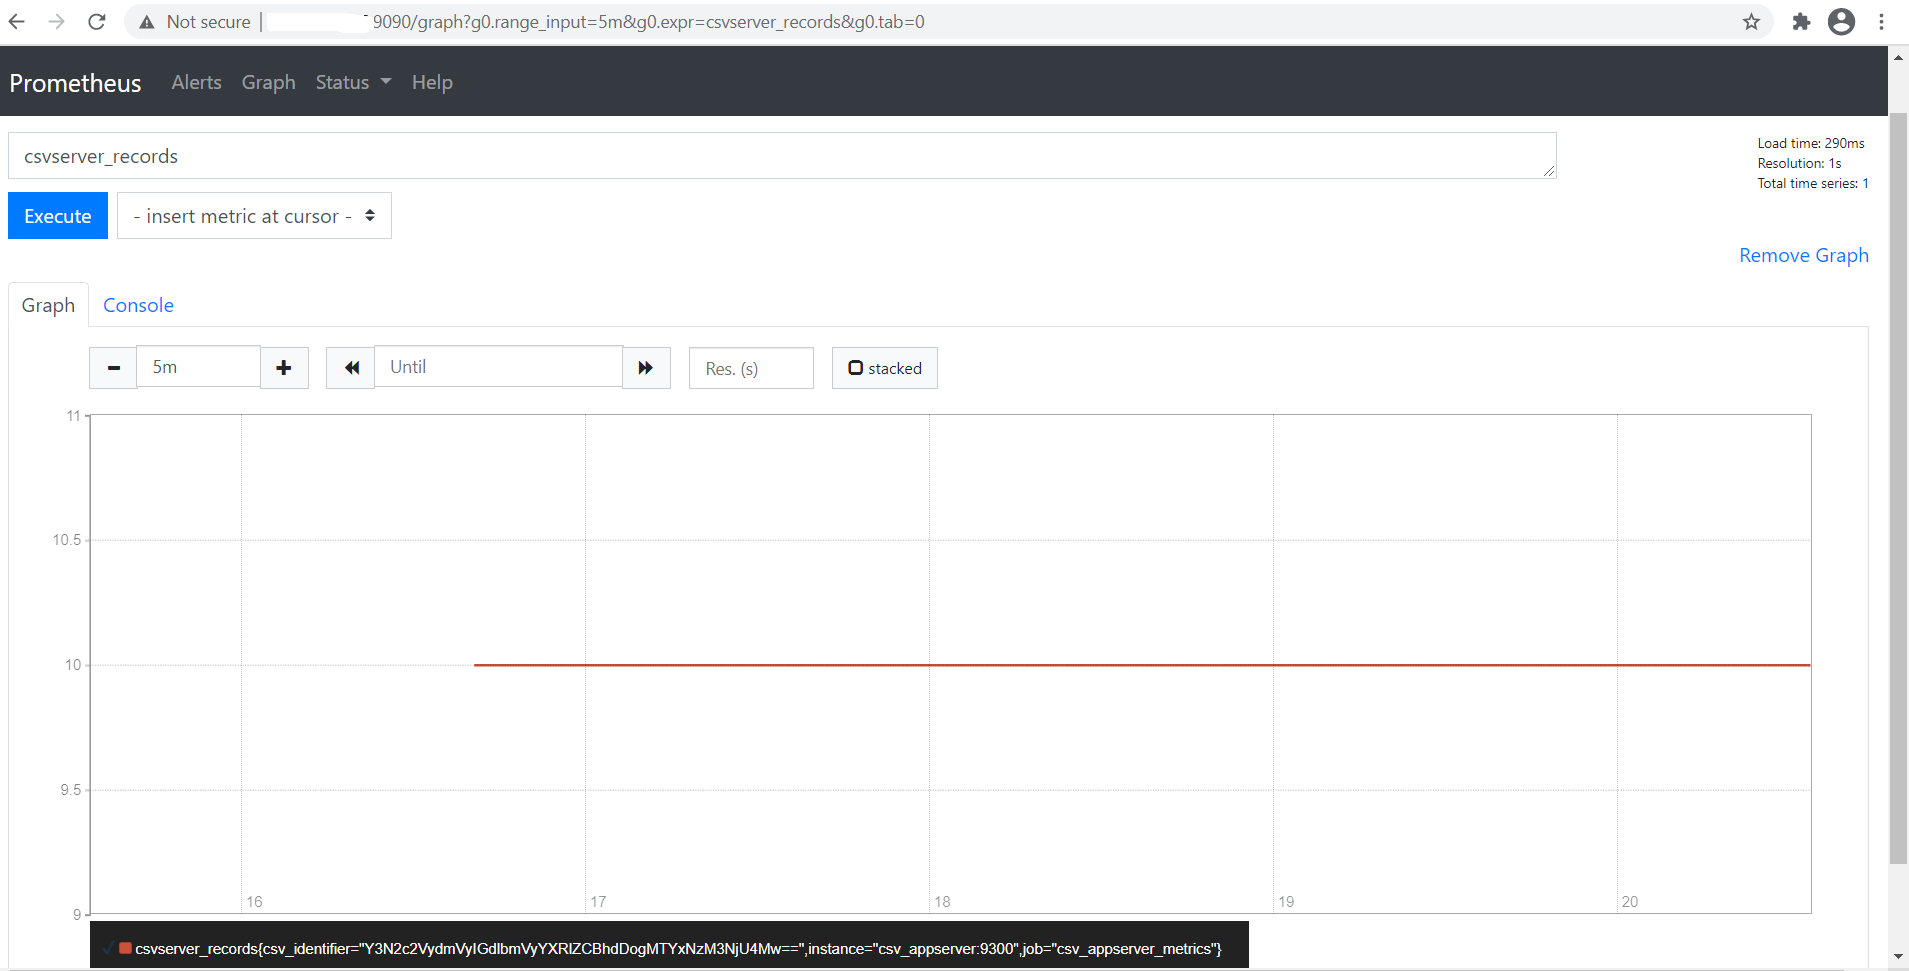 Not secure | 9090/graph?g0.range_input=5m&g0.expr=csvserver_records&g0.tab=0
Prometheus Alerts Graph Status Help
csvserver_records
Load time: 290ms
Resolution: 1s
Total time series: 1
Execute - insert metric at cursor -
Remove Graph
Graph Console
5m Until Res. (s) stacked
11
10.5
10
9.5
9
16 17 18 19 20
csvserver_records{csv_identifier="Y3N2c2VydmVyIGdlbmVyYXRlZCBhdDogMTYxNzM3NjU4Mw==",instance="csv_appserver:9300",job="csv_appserver_metrics"}